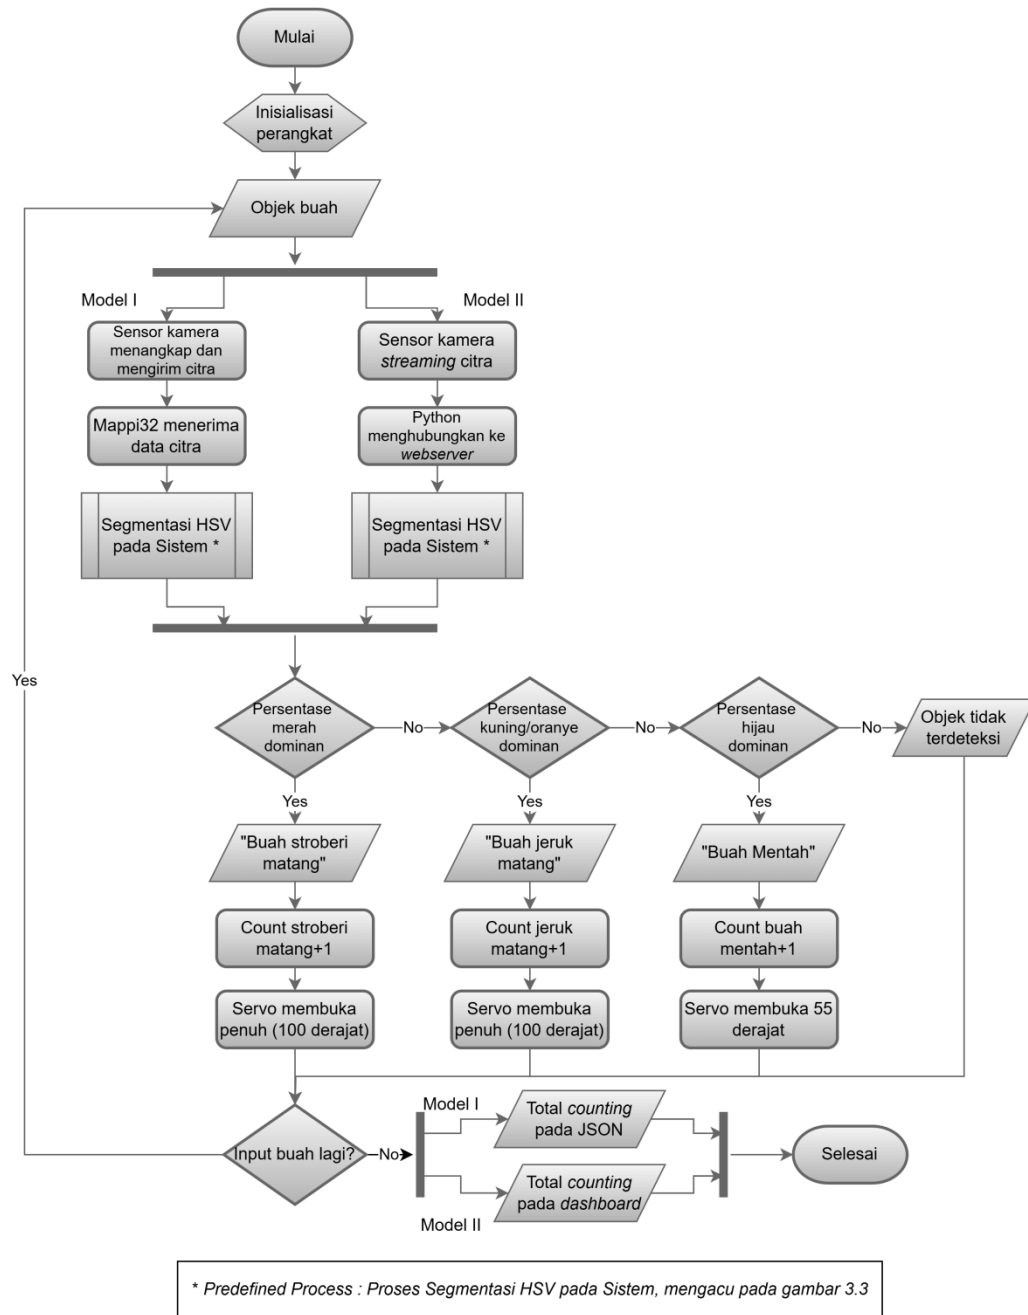 Mulai
Inisialisasi
perangkat
Objek buah
Model I
Model II
Sensor kamera
menangkap dan
mengirim citra
Sensor kamera
streaming citra
Mappi32 menerima
data citra
Python
menghubungkan ke
webserver
Segmentasi HSV
pada Sistem *
Segmentasi HSV
pada Sistem *
Yes
Persentase
merah
dominan
No
Persentase
kuning/oranye
dominan
No
Persentase
hijau
dominan
No
Objek tidak
terdeteksi
Yes
Yes
Yes
"Buah stroberi
matang"
"Buah jeruk
matang"
"Buah Mentah"
Count stroberi
matang+1
Count jeruk
matang+1
Count buah
mentah+1
Servo membuka
penuh (100 derajat)
Servo membuka
penuh (100 derajat)
Servo membuka 55
derajat
Input buah lagi?
No
Model I
Total counting
pada JSON
Model II
Total counting
pada dashboard
Selesai
* Predefined Process : Proses Segmentasi HSV pada Sistem, mengacu pada gambar 3.3